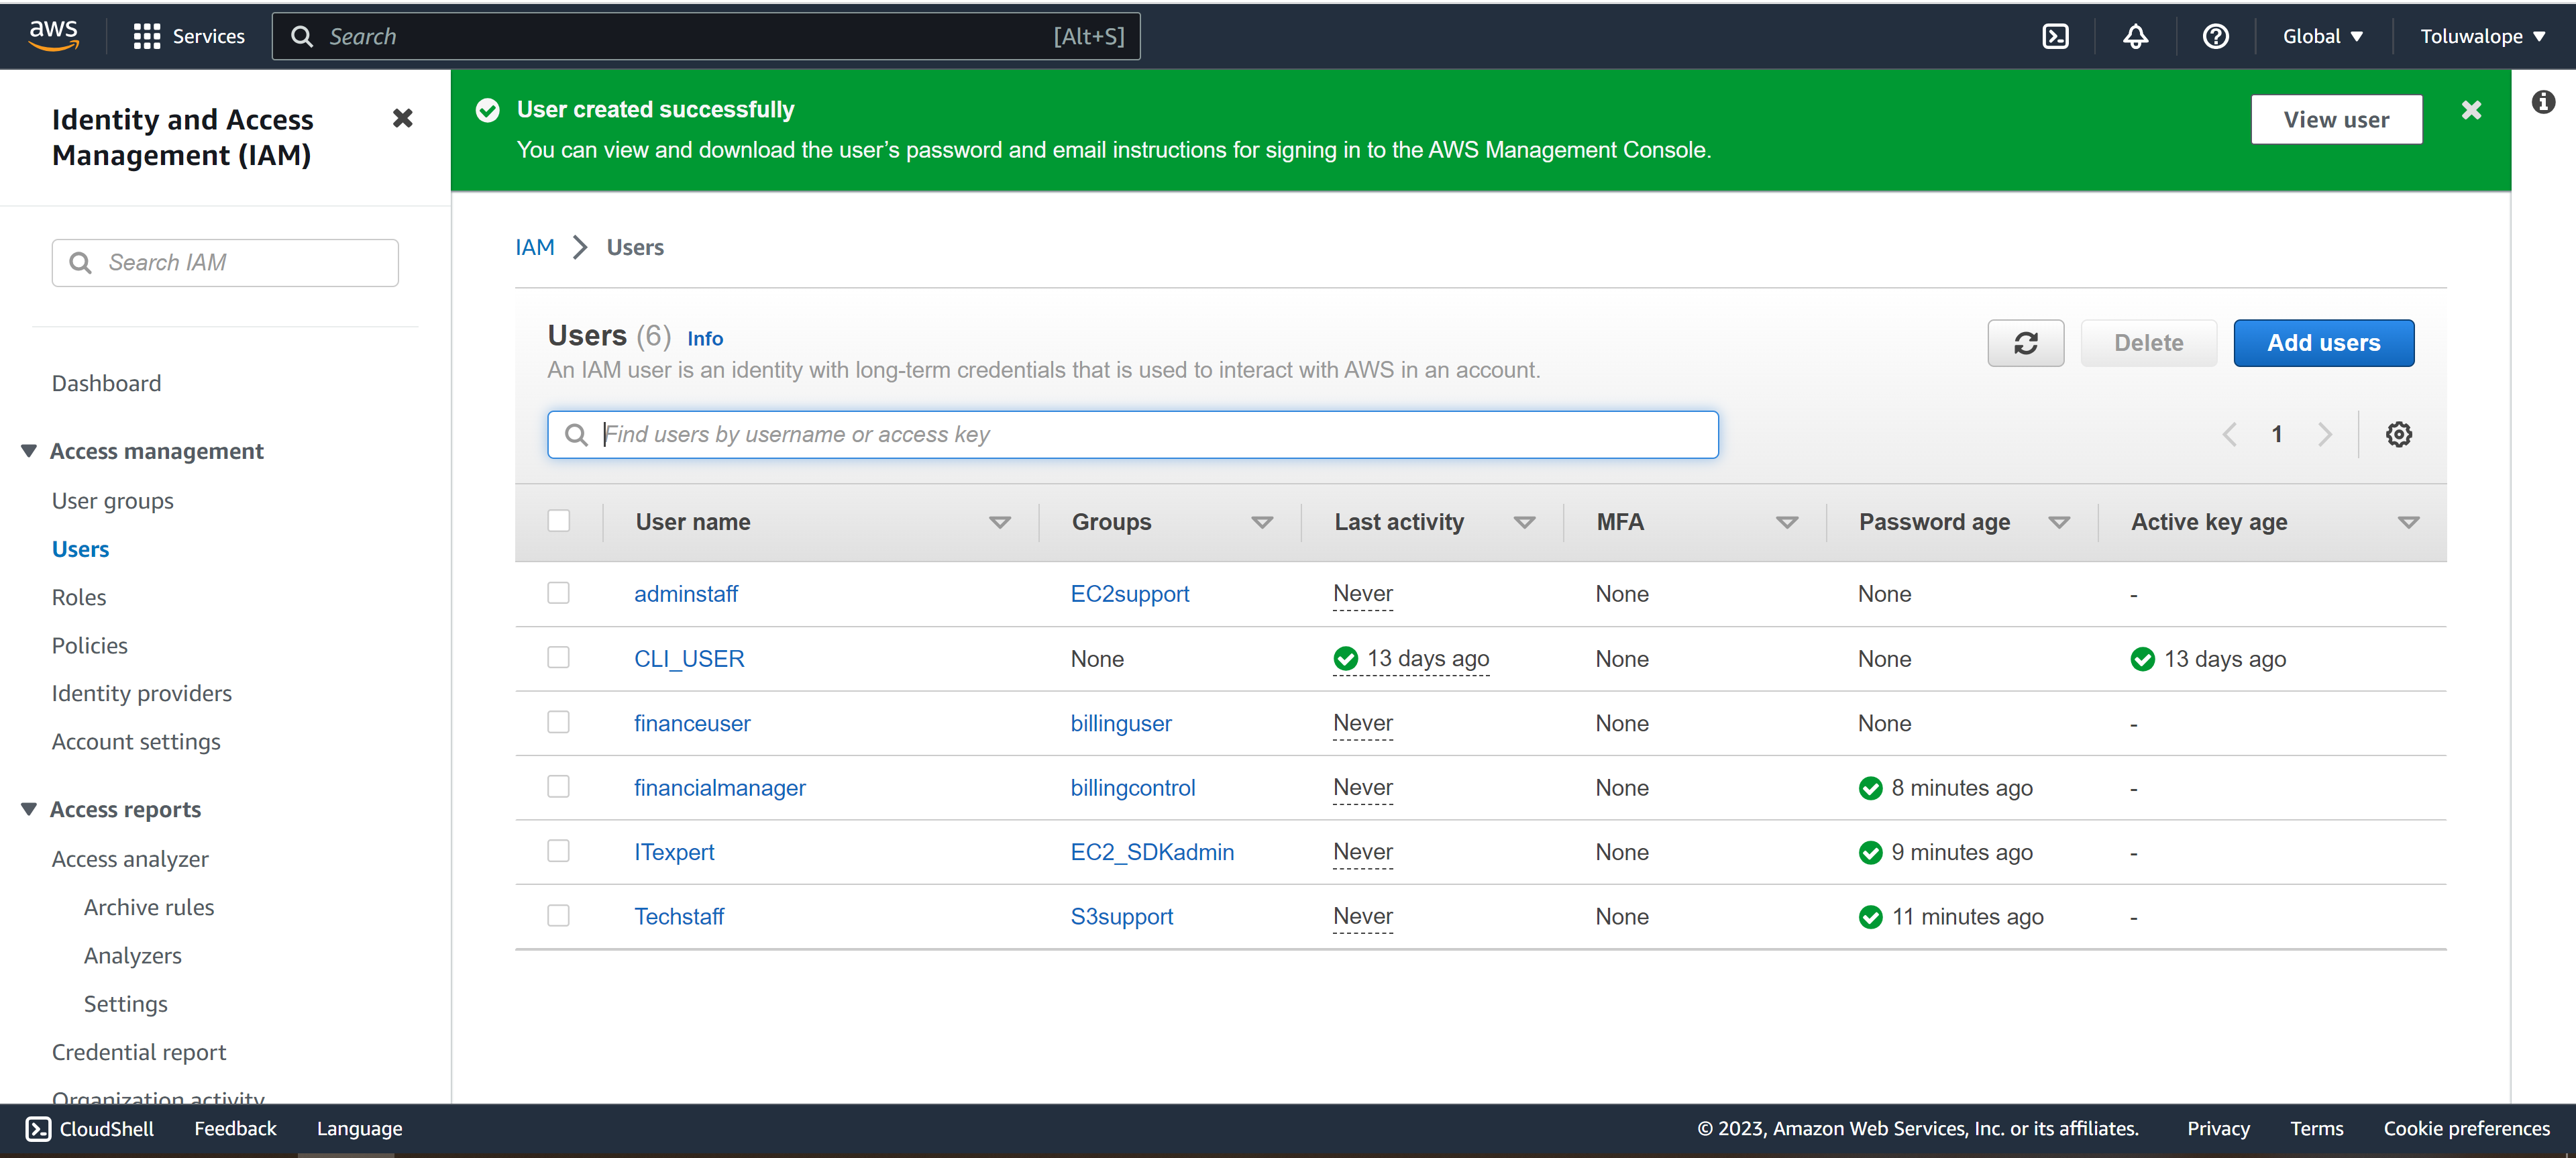 aws Services Search [Alt+S] Global Toluwalope
Identity and Access
Management (IAM)
Search IAM
Dashboard
Access management
User groups
Users
Roles
Policies
Identity providers
Account settings
Access reports
Access analyzer
Archive rules
Analyzers
Settings
Credential report
Organization activity
User created successfully
You can view and download the user's password and email instructions for signing in to the AWS Management Console.
View user
IAM Users
Users (6) Info
An IAM user is an identity with long-term credentials that is used to interact with AWS in an account.
Delete Add users
Find users by username or access key
1
User name Groups Last activity MFA Password age Active key age
adminstaff EC2support Never None None -
CLI_USER None 13 days ago None None 13 days ago
financeuser billinguser Never None None -
financialmanager billingcontrol Never None 8 minutes ago -
ITexpert EC2_SDKadmin Never None 9 minutes ago -
Techstaff S3support Never None 11 minutes ago -
CloudShell Feedback Language © 2023, Amazon Web Services, Inc. or its affiliates. Privacy Terms Cookie preferences